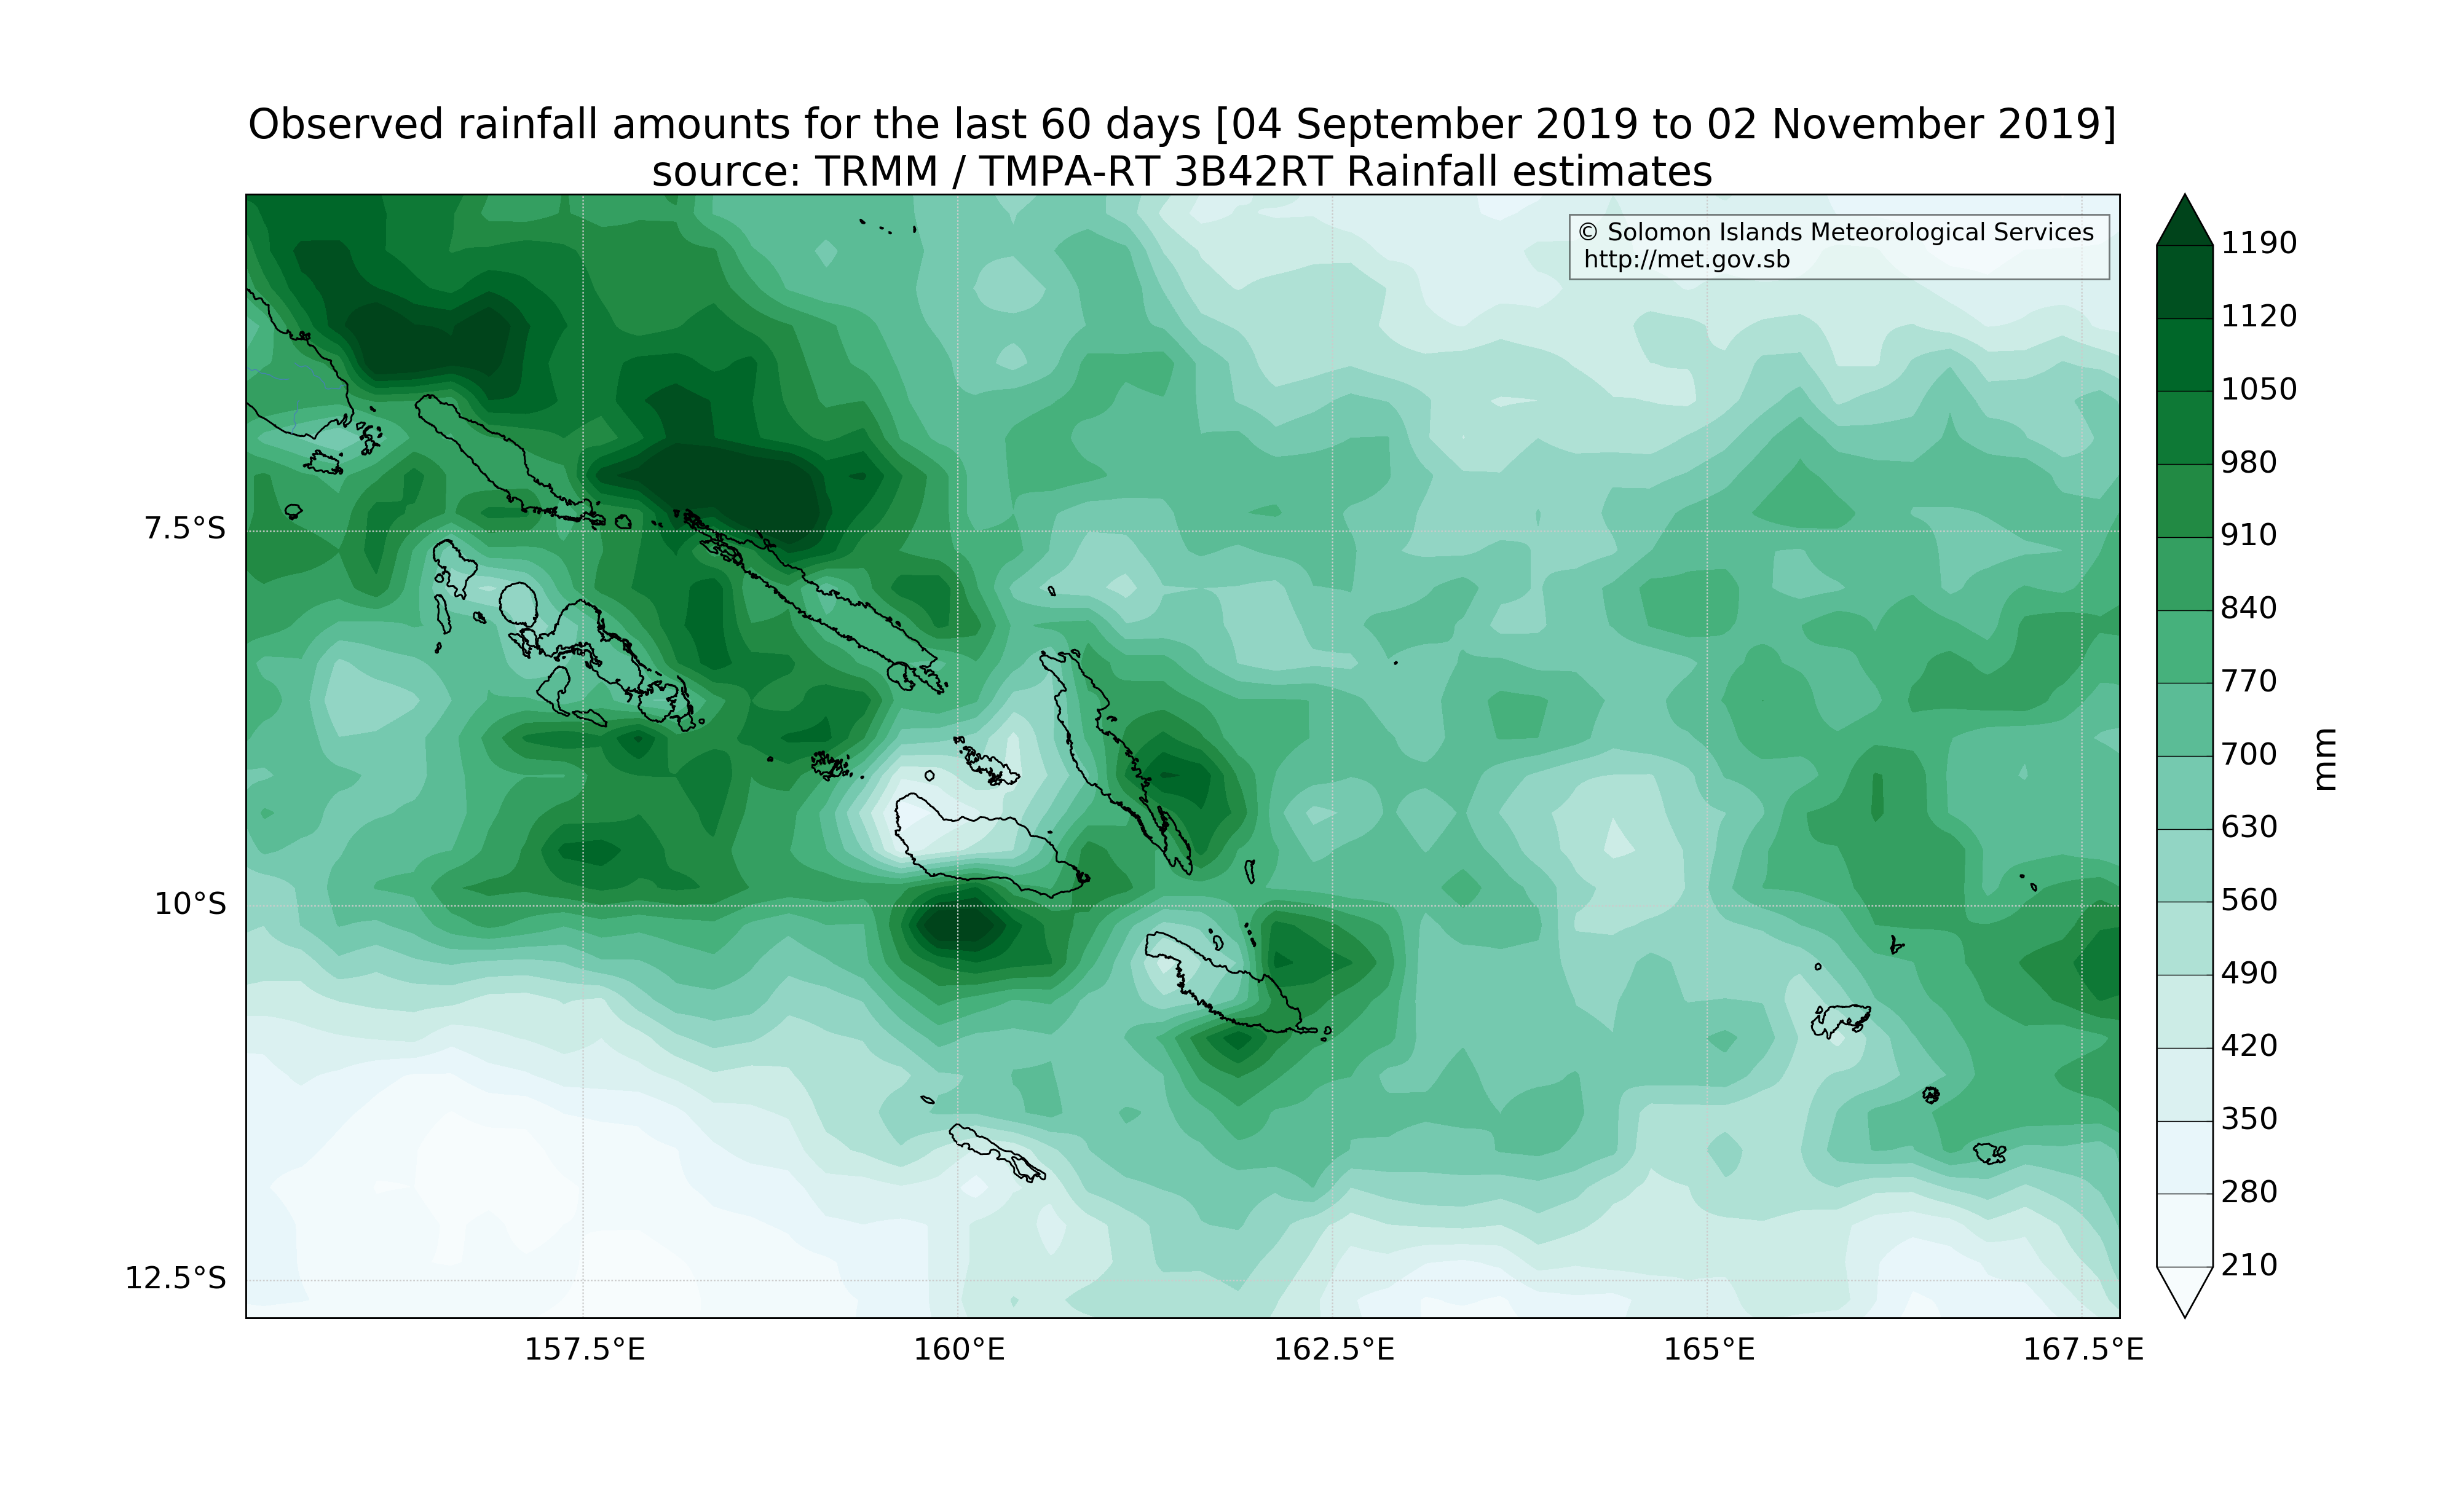 Observed rainfall amounts for the last 60 days [04 September 2019 to 02 November 2019]
source: TRMM / TMPA-RT 3B42RT Rainfall estimates
© Solomon Islands Meteorological Services
http://met.gov.sb
7.5°S
10°S
12.5°S
157.5°E
160°E
162.5°E
165°E
167.5°E
1190
1120
1050
980
910
840
770
700
630
560
490
420
350
280
210
mm